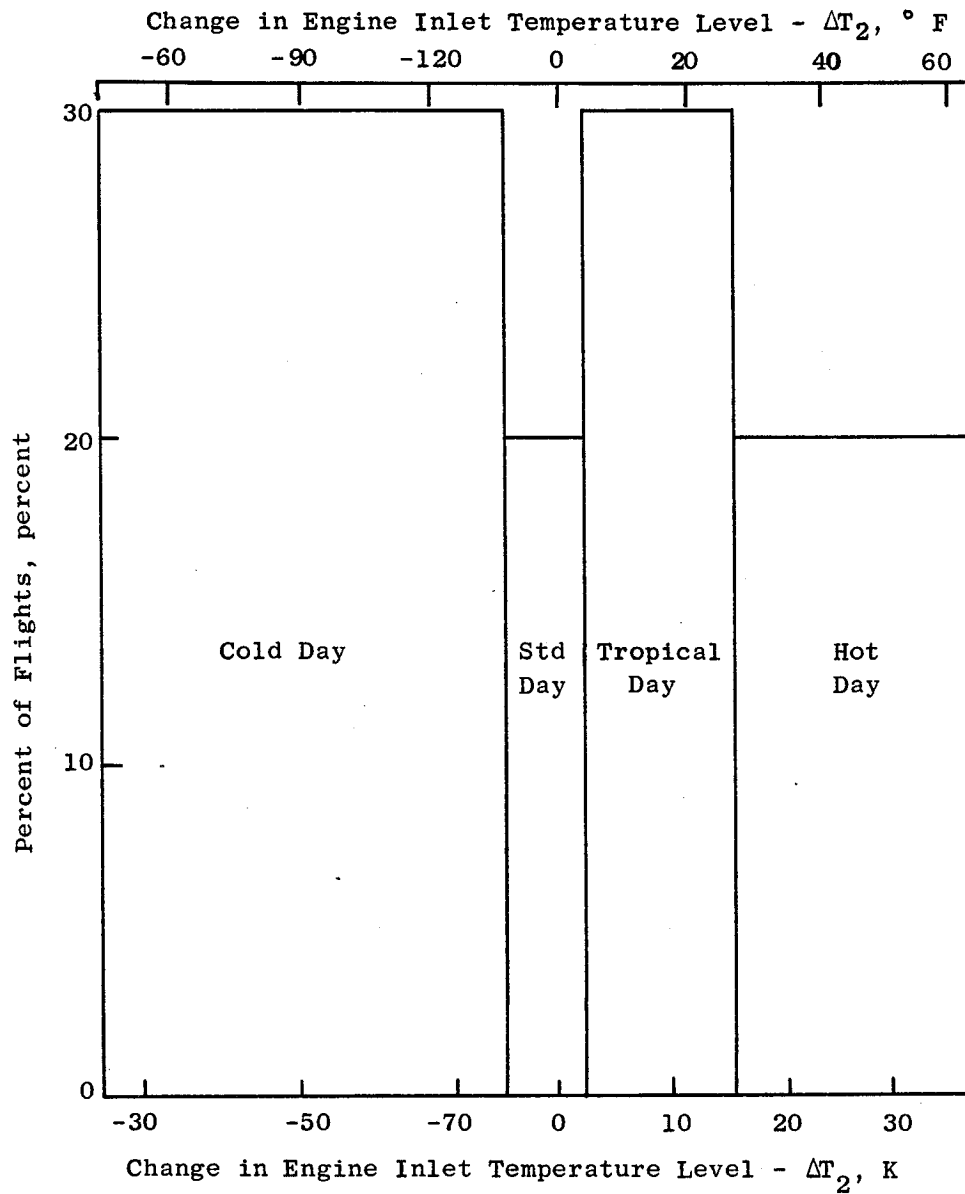 Change in Engine Inlet Temperature Level - ΔT₂, ° F
-60 -90 -120 0 20 40 60
30
20
10
0
Percent of Flights, percent
Cold Day
Std
Day
Tropical
Day
Hot
Day
-30 -50 -70 0 10 20 30
Change in Engine Inlet Temperature Level - ΔT₂, K